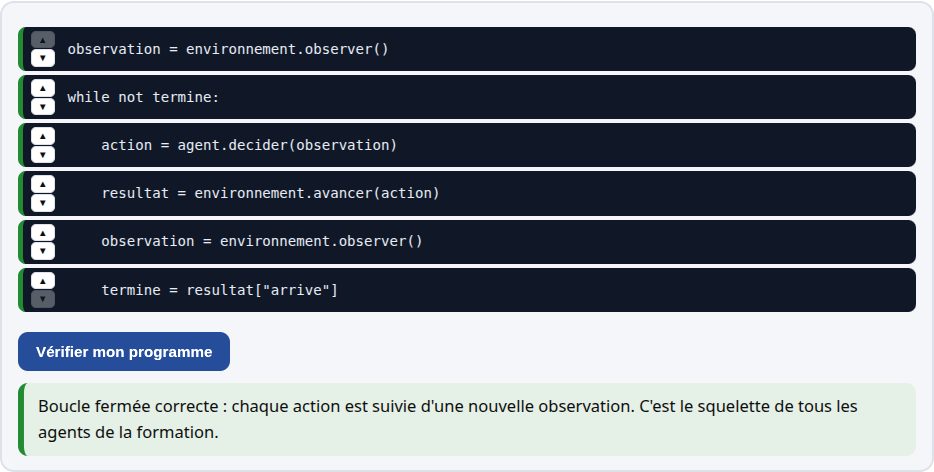 observation = environnement.observer()
while not termine:
    action = agent.decider(observation)
    resultat = environnement.avancer(action)
    observation = environnement.observer()
    termine = resultat["arrive"]
Vérifier mon programme
Boucle fermée correcte : chaque action est suivie d'une nouvelle observation. C'est le squelette de tous les
agents de la formation.